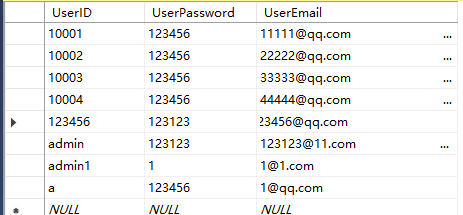 UserID UserPassword UserEmail
10001 123456 11111@qq.com ...
10002 123456 22222@qq.com ...
10003 123456 33333@qq.com ...
10004 123456 44444@qq.com ...
123456 123123 23456@qq.com
admin 123123 123123@11.com ...
admin1 1 1@1.com
a 123456 1@qq.com
NULL NULL NULL